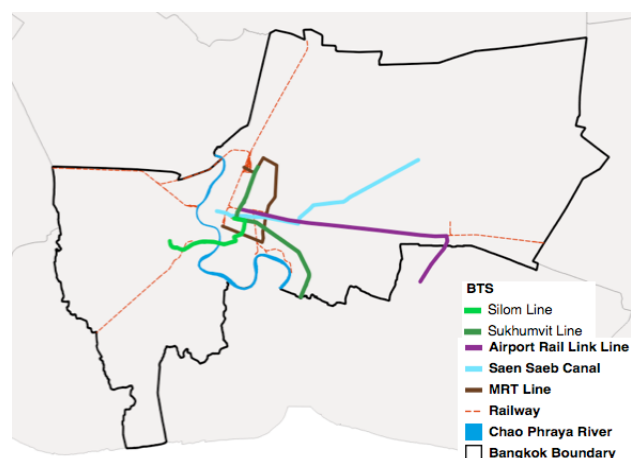 BTS
Silom Line
Sukhumvit Line
Airport Rail Link Line
Saen Saeb Canal
MRT Line
Railway
Chao Phraya River
Bangkok Boundary